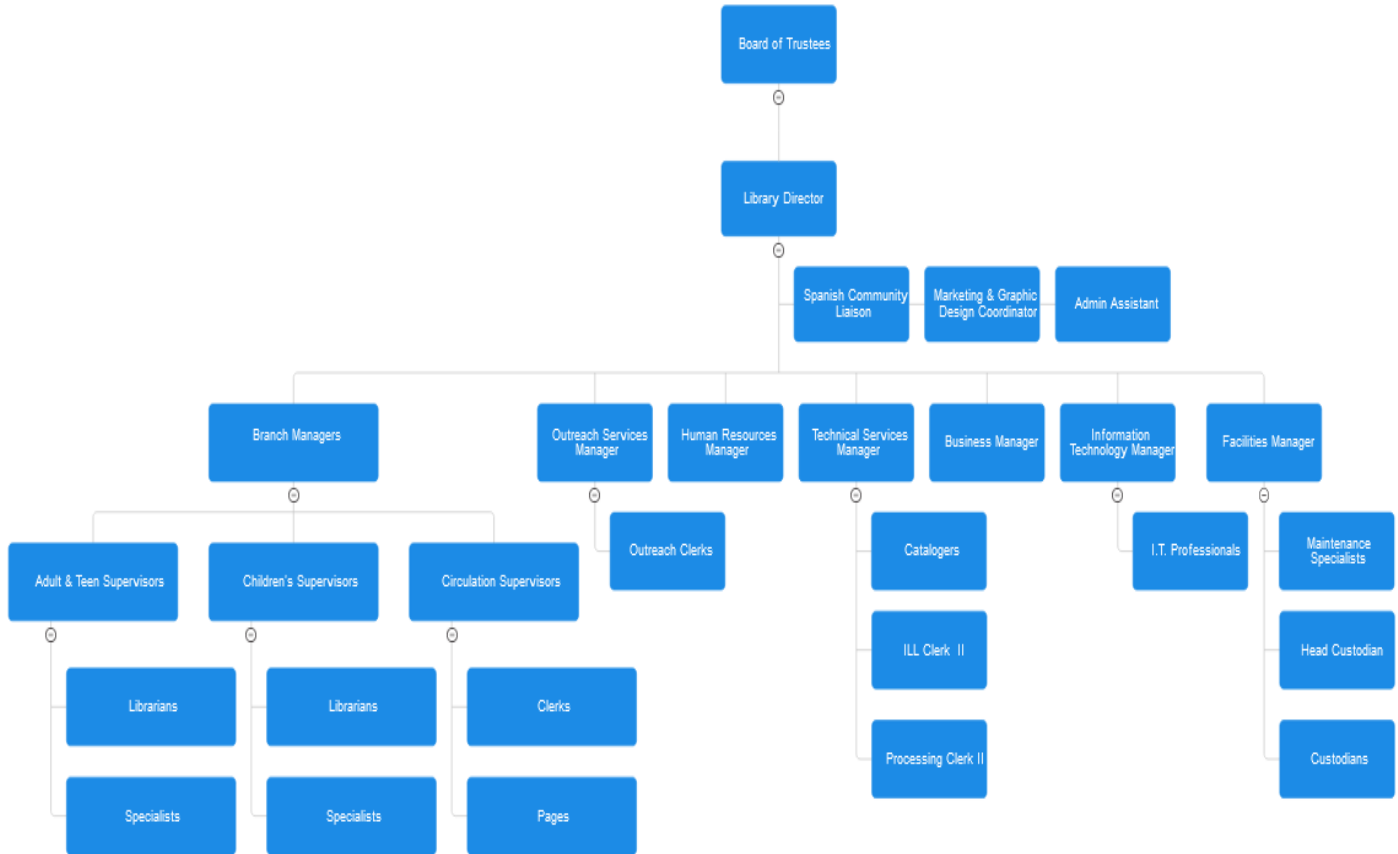 Board of Trustees
Library Director
Spanish Community
Liaison
Marketing & Graphic
Design Coordinator
Admin Assistant
Branch Managers
Outreach Services
Manager
Human Resources
Manager
Technical Services
Manager
Business Manager
Information
Technology Manager
Facilities Manager
Adult & Teen Supervisors
Children's Supervisors
Circulation Supervisors
Outreach Clerks
Catalogers
I.T. Professionals
Maintenance
Specialists
ILL Clerk II
Head Custodian
Librarians
Librarians
Clerks
Processing Clerk II
Custodians
Specialists
Specialists
Pages